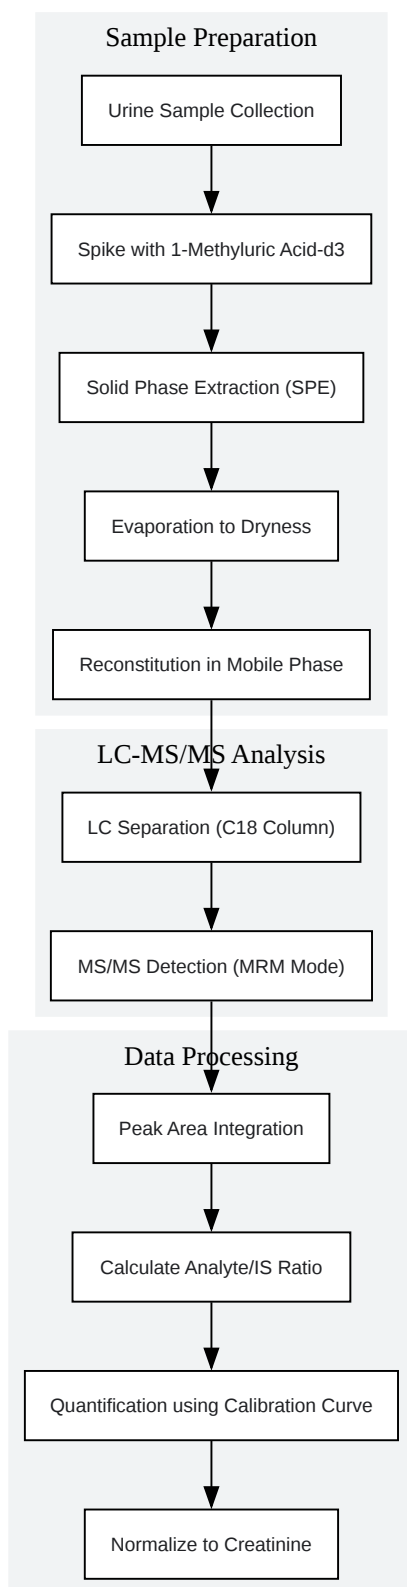 Sample Preparation
Urine Sample Collection
Spike with 1-Methyluric Acid-d3
Solid Phase Extraction (SPE)
Evaporation to Dryness
Reconstitution in Mobile Phase
LC-MS/MS Analysis
LC Separation (C18 Column)
MS/MS Detection (MRM Mode)
Data Processing
Peak Area Integration
Calculate Analyte/IS Ratio
Quantification using Calibration Curve
Normalize to Creatinine